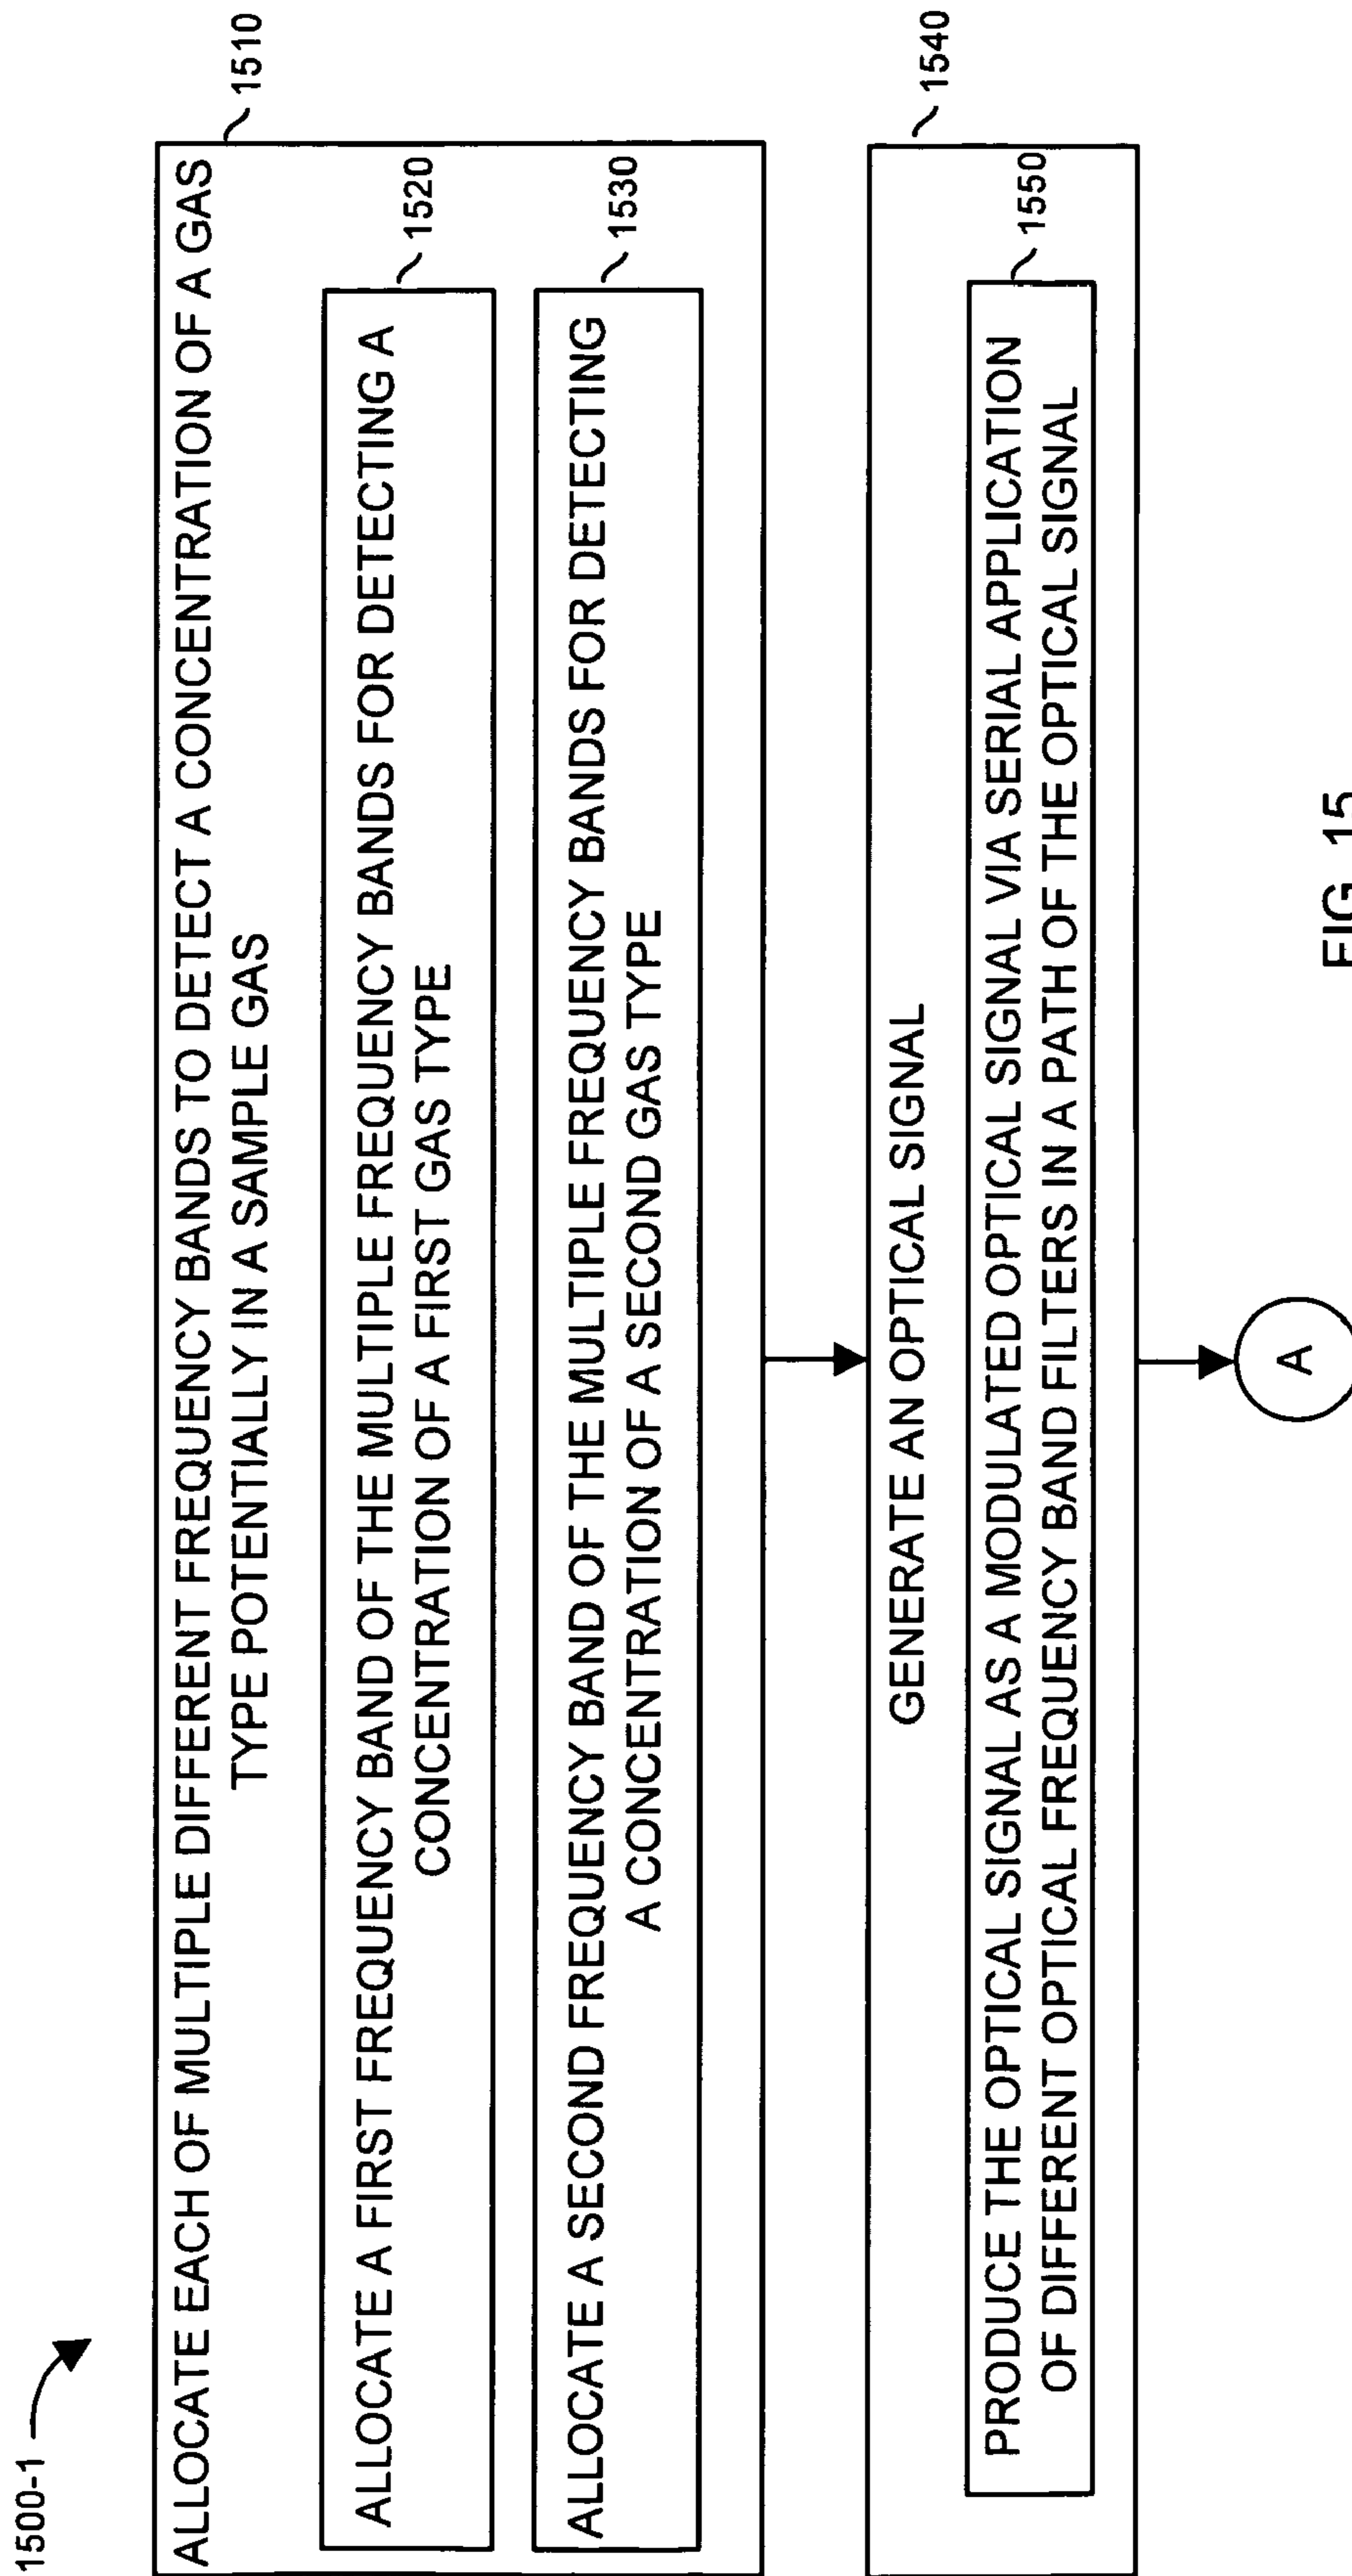 1500-1
ALLOCATE EACH OF MULTIPLE DIFFERENT FREQUENCY BANDS TO DETECT A CONCENTRATION OF A GAS
TYPE POTENTIALLY IN A SAMPLE GAS
1510
ALLOCATE A FIRST FREQUENCY BAND OF THE MULTIPLE FREQUENCY BANDS FOR DETECTING A
CONCENTRATION OF A FIRST GAS TYPE
1520
ALLOCATE A SECOND FREQUENCY BAND OF THE MULTIPLE FREQUENCY BANDS FOR DETECTING
A CONCENTRATION OF A SECOND GAS TYPE
1530
GENERATE AN OPTICAL SIGNAL
1540
PRODUCE THE OPTICAL SIGNAL AS A MODULATED OPTICAL SIGNAL VIA SERIAL APPLICATION
OF DIFFERENT OPTICAL FREQUENCY BAND FILTERS IN A PATH OF THE OPTICAL SIGNAL
1550
A
FIG. 15